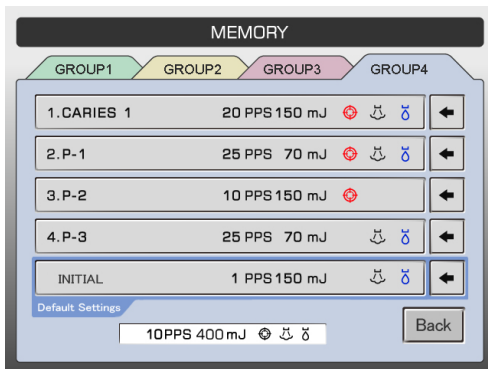 MEMORY
GROUP1 GROUP2 GROUP3 GROUP4
1.CARIES 1 20 PPS 150 mJ
2.P-1 25 PPS 70 mJ
3.P-2 10 PPS 150 mJ
4.P-3 25 PPS 70 mJ
INITIAL 1 PPS 150 mJ
Default Settings
10PPS 400mJ
Back